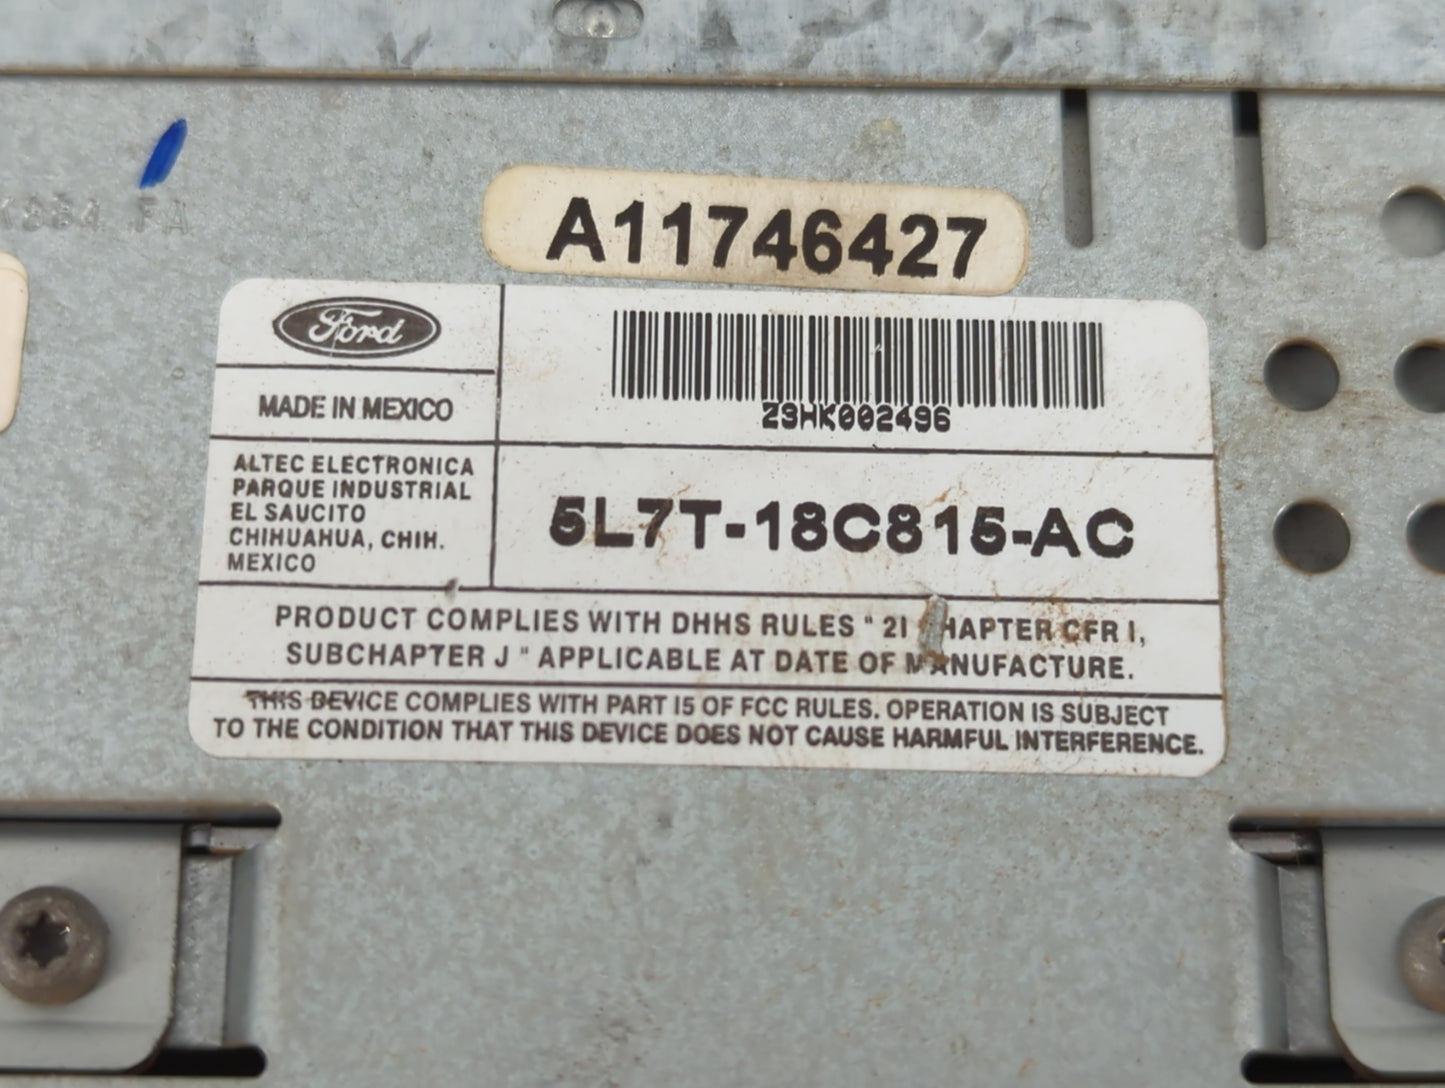 A11746427
Ford
Z3HK002496
MADE IN MEXICO
ALTEC ELECTRONICA
PARQUE INDUSTRIAL
EL SAUCITO
CHIHUAHUA, CHIH.
MEXICO
5L7T-18C815-AC
PRODUCT COMPLIES WITH DHHS RULES " 21 CHAPTER CFR I,
SUBCHAPTER J " APPLICABLE AT DATE OF MANUFACTURE.
THIS DEVICE COMPLIES WITH PART 15 OF FCC RULES. OPERATION IS SUBJECT
TO THE CONDITION THAT THIS DEVICE DOES NOT CAUSE HARMFUL INTERFERENCE.